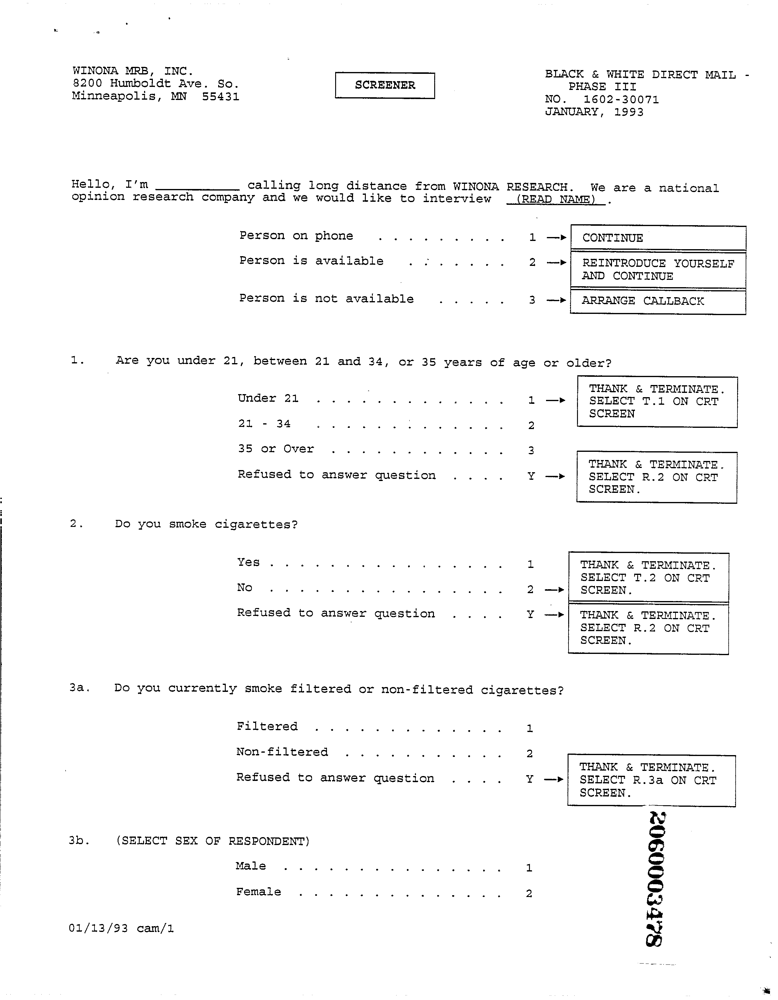 WINONA MRB, INC.
8200 Humboldt Ave. So.
Minneapolis, MN 55431
SCREENER
BLACK & WHITE DIRECT MAIL -
PHASE III
NO. 1602-30071
JANUARY, 1993
Hello, I'm __________ calling long distance from WINONA RESEARCH. We are a national
opinion research company and we would like to interview (READ NAME) .
Person on phone . . . . . . . . . 1 → CONTINUE
Person is available . . . . . . . 2 → REINTRODUCE YOURSELF
AND CONTINUE
Person is not available . . . . . 3 → ARRANGE CALLBACK
1. Are you under 21, between 21 and 34, or 35 years of age or older?
Under 21 . . . . . . . . . . . . . 1 → THANK & TERMINATE.
SELECT T.1 ON CRT
SCREEN
21 - 34 . . . . . . . . . . . . . 2
35 or Over . . . . . . . . . . . . 3
Refused to answer question . . . . Y → THANK & TERMINATE.
SELECT R.2 ON CRT
SCREEN.
2. Do you smoke cigarettes?
Yes . . . . . . . . . . . . . . . . 1
No . . . . . . . . . . . . . . . . 2 → THANK & TERMINATE.
SELECT T.2 ON CRT
SCREEN.
Refused to answer question . . . . Y → THANK & TERMINATE.
SELECT R.2 ON CRT
SCREEN.
3a. Do you currently smoke filtered or non-filtered cigarettes?
Filtered . . . . . . . . . . . . . 1
Non-filtered . . . . . . . . . . . 2
Refused to answer question . . . . Y → THANK & TERMINATE.
SELECT R.3a ON CRT
SCREEN.
3b. (SELECT SEX OF RESPONDENT)
Male . . . . . . . . . . . . . . . 1
Female . . . . . . . . . . . . . . 2
01/13/93 cam/1
2060003478